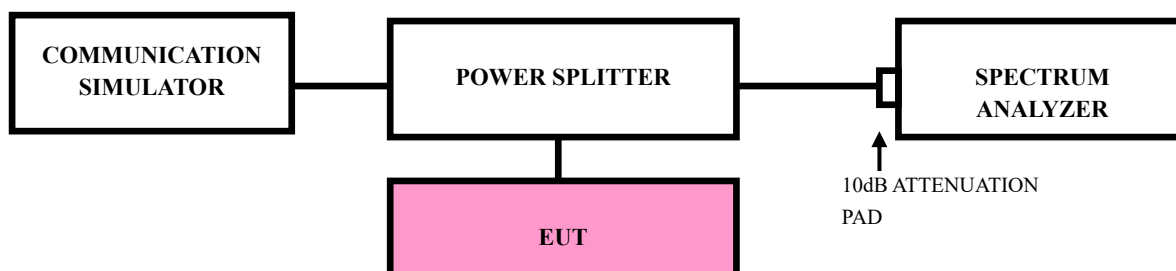 COMMUNICATION
SIMULATOR
POWER SPLITTER
SPECTRUM
ANALYZER
10dB ATTENUATION
PAD
EUT